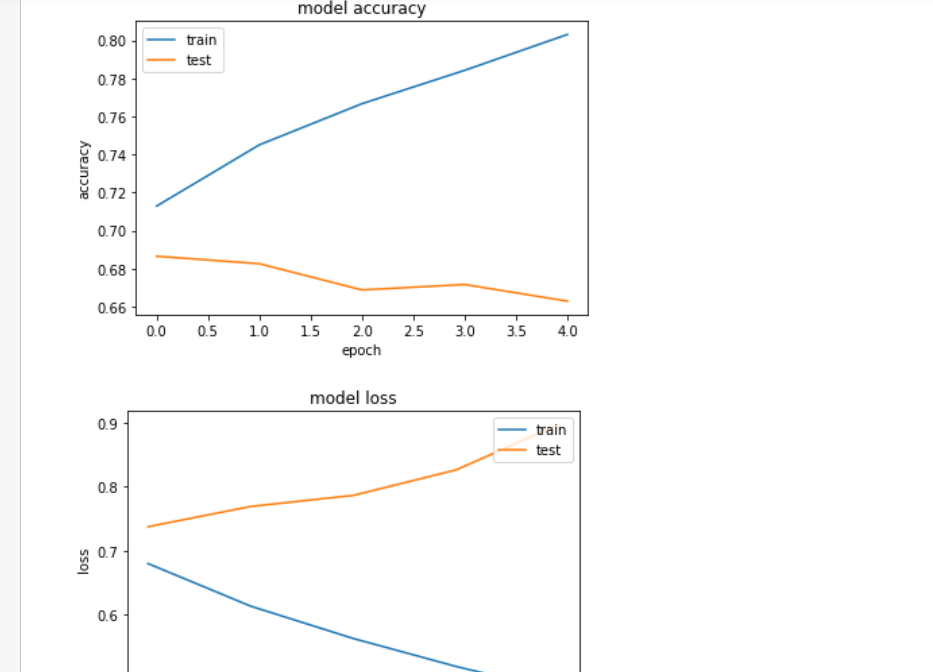 model accuracy
train
test
0.80
0.78
0.76
0.74
0.72
0.70
0.68
0.66
accuracy
0.0 0.5 1.0 1.5 2.0 2.5 3.0 3.5 4.0
epoch
model loss
train
test
0.9
0.8
0.7
0.6
loss